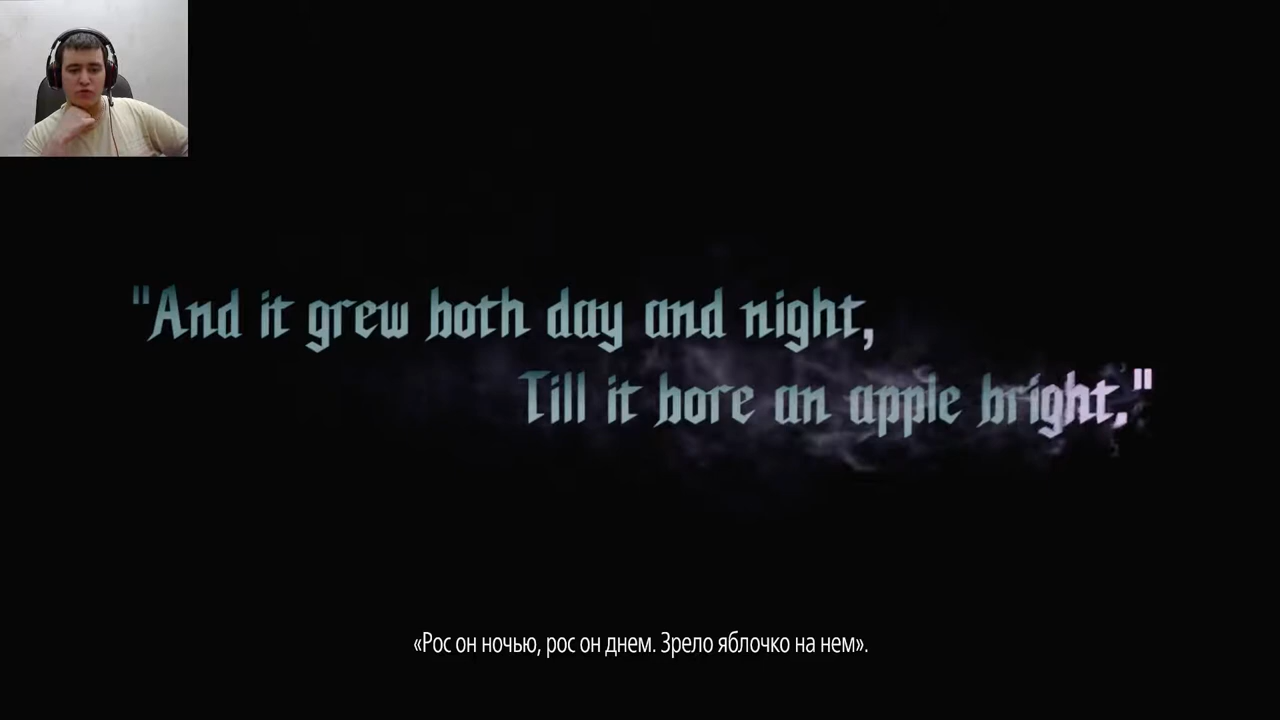 "And it grew both day and night,
Till it bore an apple bright."
«Рос он ночью, рос он днем. Зрело яблочко на нем».